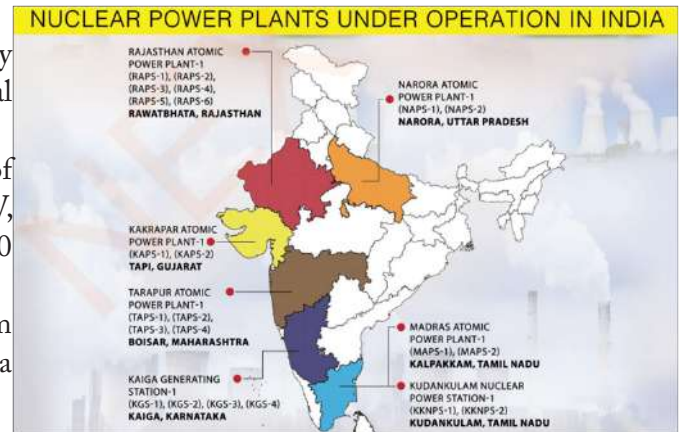 NUCLEAR POWER PLANTS UNDER OPERATION IN INDIA
y
al
of
V,
0
m
a
RAJASTHAN ATOMIC
POWER PLANT-1
(RAPS-1), (RAPS-2),
(RAPS-3), (RAPS-4),
(RAPS-5), (RAPS-6)
RAWATBHATA, RAJASTHAN
NARORA ATOMIC
POWER PLANT-1
(NAPS-1), (NAPS-2)
NARORA, UTTAR PRADESH
KAKRAPAR ATOMIC
POWER PLANT-1
(KAPS-1), (KAPS-2)
TAPI, GUJARAT
TARAPUR ATOMIC
POWER PLANT-1
(TAPS-1), (TAPS-2),
(TAPS-3), (TAPS-4)
BOISAR, MAHARASHTRA
MADRAS ATOMIC
POWER PLANT-1
(MAPS-1), (MAPS-2)
KALPAKKAM, TAMIL NADU
KAIGA GENERATING
STATION-1
(KGS-1), (KGS-2), (KGS-3), (KGS-4)
KAIGA, KARNATAKA
KUDANKULAM NUCLEAR
POWER STATION-1
(KKNPS-1), (KKNPS-2)
KUDANKULAM, TAMIL NADU